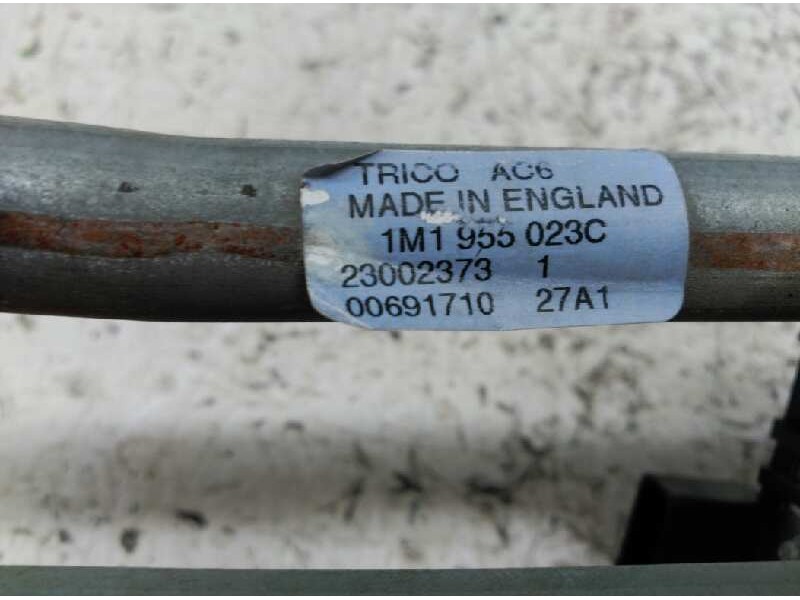 TRICO AC6
MADE IN ENGLAND
1M1 955 023C
23002373 1
00691710 27A1